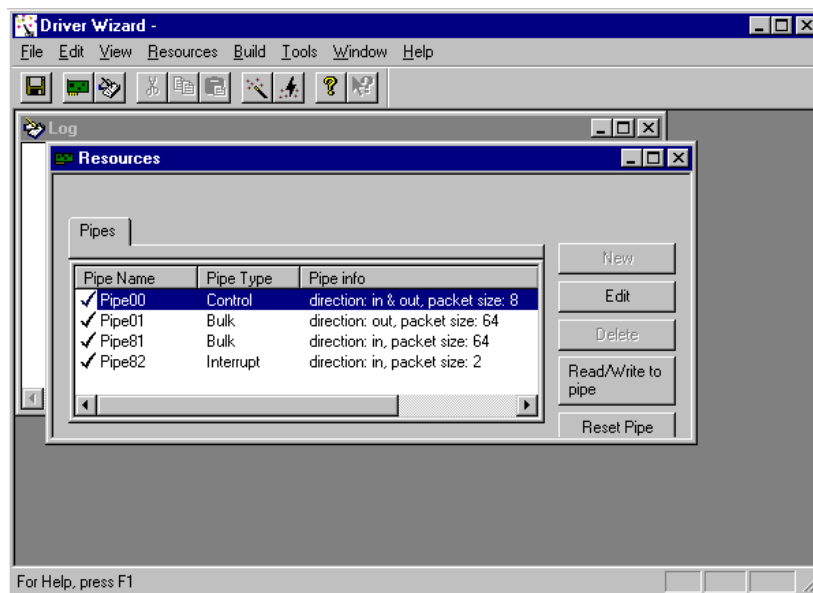 Driver Wizard -
File Edit View Resources Build Tools Window Help
Log
Resources
Pipes
Pipe Name Pipe Type Pipe info
Pipe00 Control direction: in & out, packet size: 8
Pipe01 Bulk direction: out, packet size: 64
Pipe81 Bulk direction: in, packet size: 64
Pipe82 Interrupt direction: in, packet size: 2
New
Edit
Delete
Read/Write to
pipe
Reset Pipe
For Help, press F1